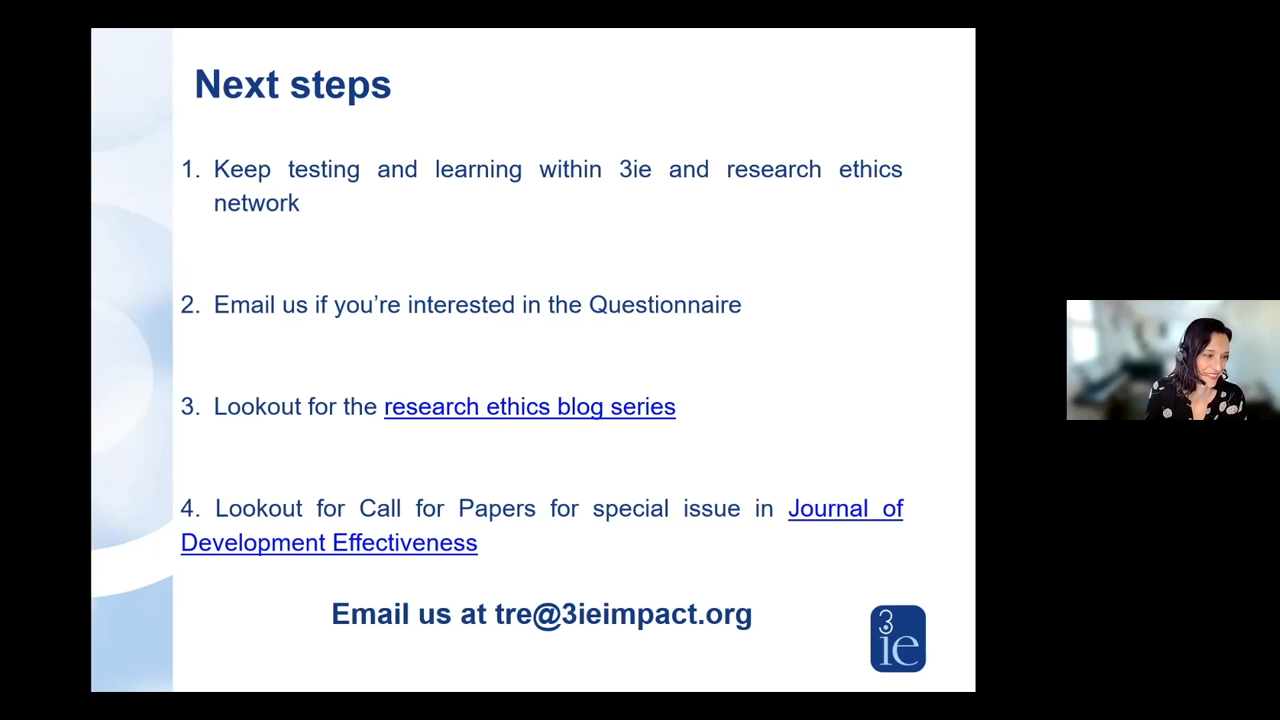 Next steps
1. Keep testing and learning within 3ie and research ethics
network
2. Email us if you’re interested in the Questionnaire
3. Lookout for the research ethics blog series
4. Lookout for Call for Papers for special issue in Journal of
Development Effectiveness
Email us at tre@3ieimpact.org
3
ie